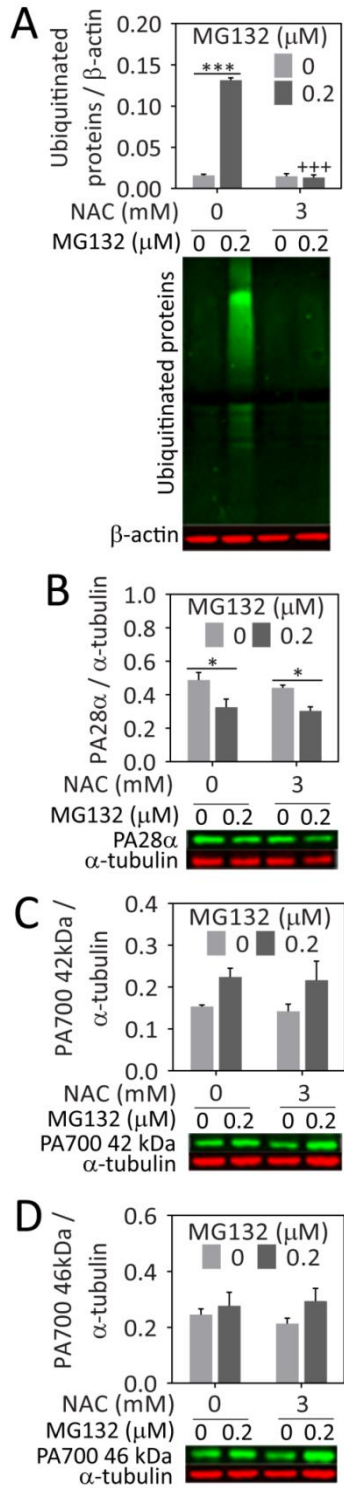 A
Ubiquitinated
proteins / β-actin
0.20
0.15
0.10
0.05
0.00
MG132 (μM)
0
0.2
***
+++
NAC (mM) 0 3
MG132 (μM) 0 0.2 0 0.2
Ubiquitinated proteins
β-actin
B
PA28α / α-tubulin
1.0
0.8
0.6
0.4
0.2
0.0
MG132 (μM)
0 0.2
* *
NAC (mM) 0 3
MG132 (μM) 0 0.2 0 0.2
PA28α
α-tubulin
C
PA700 42kDa /
α-tubulin
0.4
0.3
0.2
0.1
0.0
MG132 (μM)
0 0.2
NAC (mM) 0 3
MG132 (μM) 0 0.2 0 0.2
PA700 42 kDa
α-tubulin
D
PA700 46kDa /
α-tubulin
0.6
0.4
0.2
0.0
MG132 (μM)
0 0.2
NAC (mM) 0 3
MG132 (μM) 0 0.2 0 0.2
PA700 46 kDa
α-tubulin